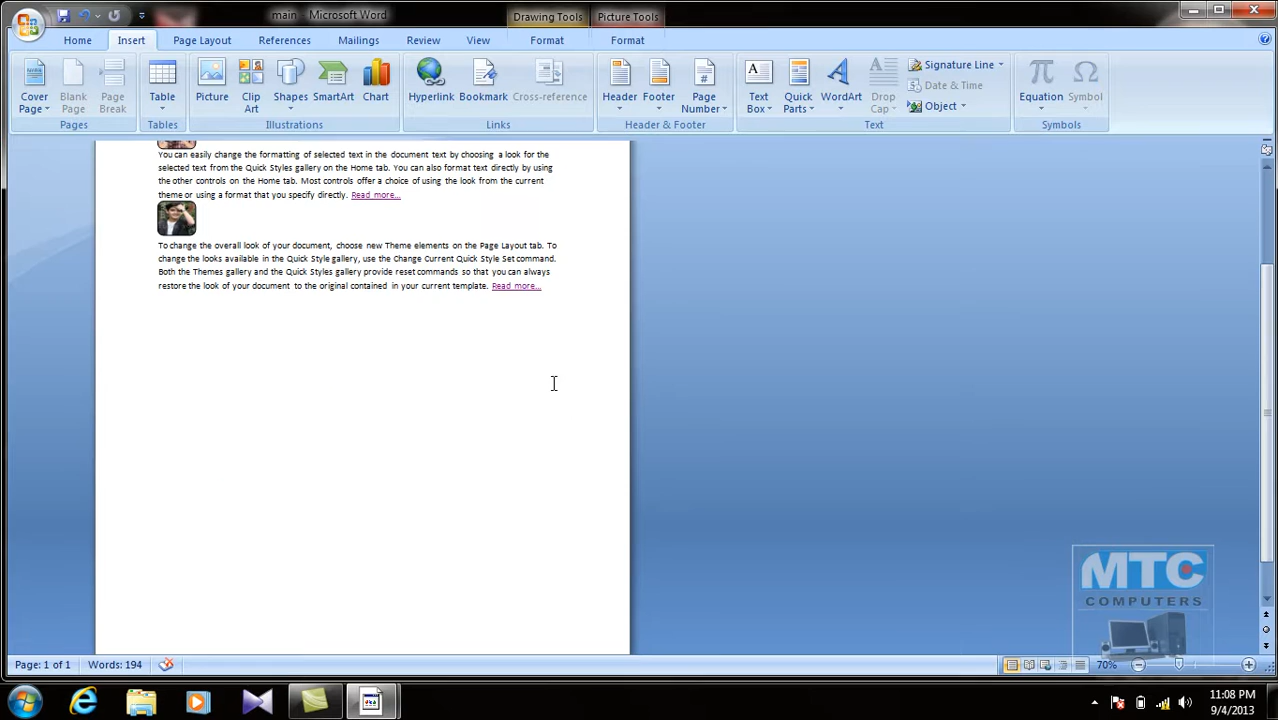 main - Microsoft Word
Drawing Tools
Picture Tools
Home
Insert
Page Layout
References
Mailings
Review
View
Format
Format
Cover Page
Blank Page
Page Break
Table
Picture
Clip Art
Shapes
SmartArt
Chart
Hyperlink
Bookmark
Cross-reference
Header
Footer
Page Number
Text Box
Quick Parts
WordArt
Drop Cap
Signature Line
Date & Time
Object
Equation
Symbol
Pages
Tables
Illustrations
Links
Header & Footer
Text
Symbols
You can easily change the formatting of selected text in the document text by choosing a look for the
selected text from the Quick Styles gallery on the Home tab. You can also format text directly by using
the other controls on the Home tab. Most controls offer a choice of using the look from the current
theme or using a format that you specify directly. Read more...
To change the overall look of your document, choose new Theme elements on the Page Layout tab. To
change the looks available in the Quick Style gallery, use the Change Current Quick Style Set command.
Both the Themes gallery and the Quick Styles gallery provide reset commands so that you can always
restore the look of your document to the original contained in your current template. Read more...
MTC
COMPUTERS
Page: 1 of 1
Words: 194
70%
11:08 PM
9/4/2013